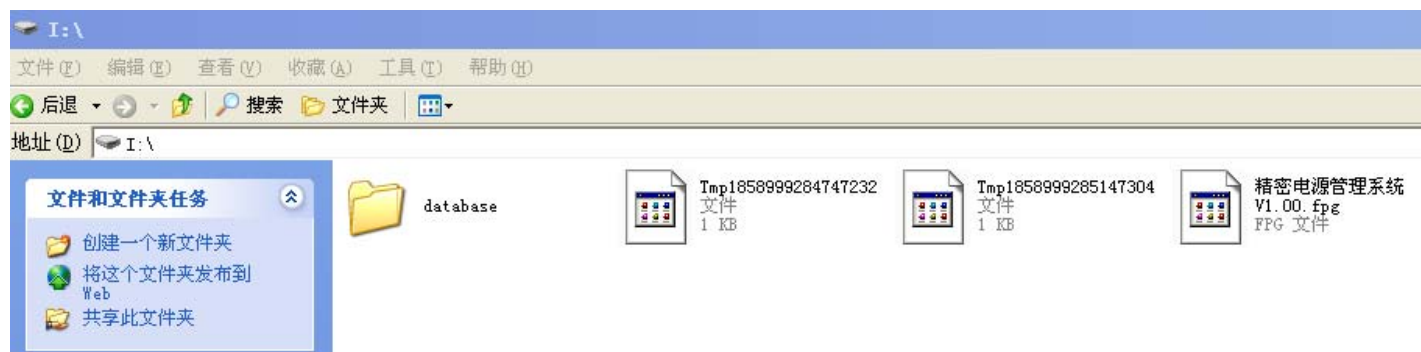 I:\
文件(F) 编辑(E) 查看(V) 收藏(A) 工具(T) 帮助(H)
后退 搜索 文件夹
地址(D) I:\
文件和文件夹任务
创建一个新文件夹
将这个文件夹发布到
Web
共享此文件夹
database
Tmp1858999284747232
文件
1 KB
Tmp1858999285147304
文件
1 KB
精密电源管理系统
V1.00.fpg
FPG 文件